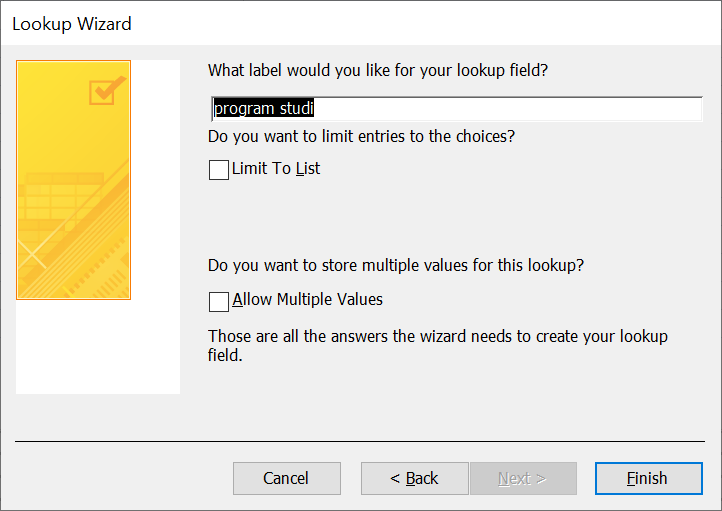 Lookup Wizard
What label would you like for your lookup field?
program studi
Do you want to limit entries to the choices?
Limit To List
Do you want to store multiple values for this lookup?
Allow Multiple Values
Those are all the answers the wizard needs to create your lookup
field.
Cancel
< Back
Next >
Finish